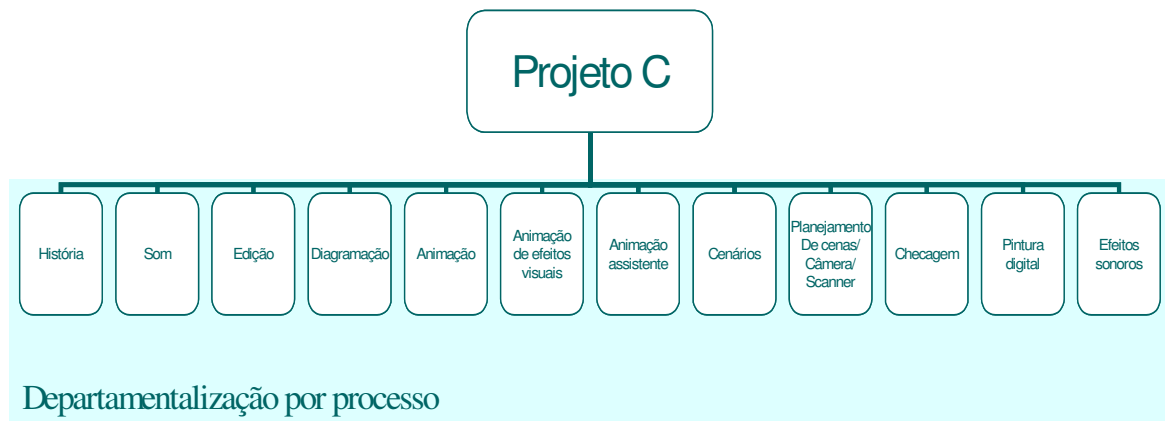 Projeto C
História
Som
Edição
Diagramação
Animação
Animação
de efeitos
visuais
Animação
assistente
Cenários
Planejamento
De cenas/
Câmera/
Scanner
Checagem
Pintura
digital
Efeitos
sonoros
Departamentalização por processo